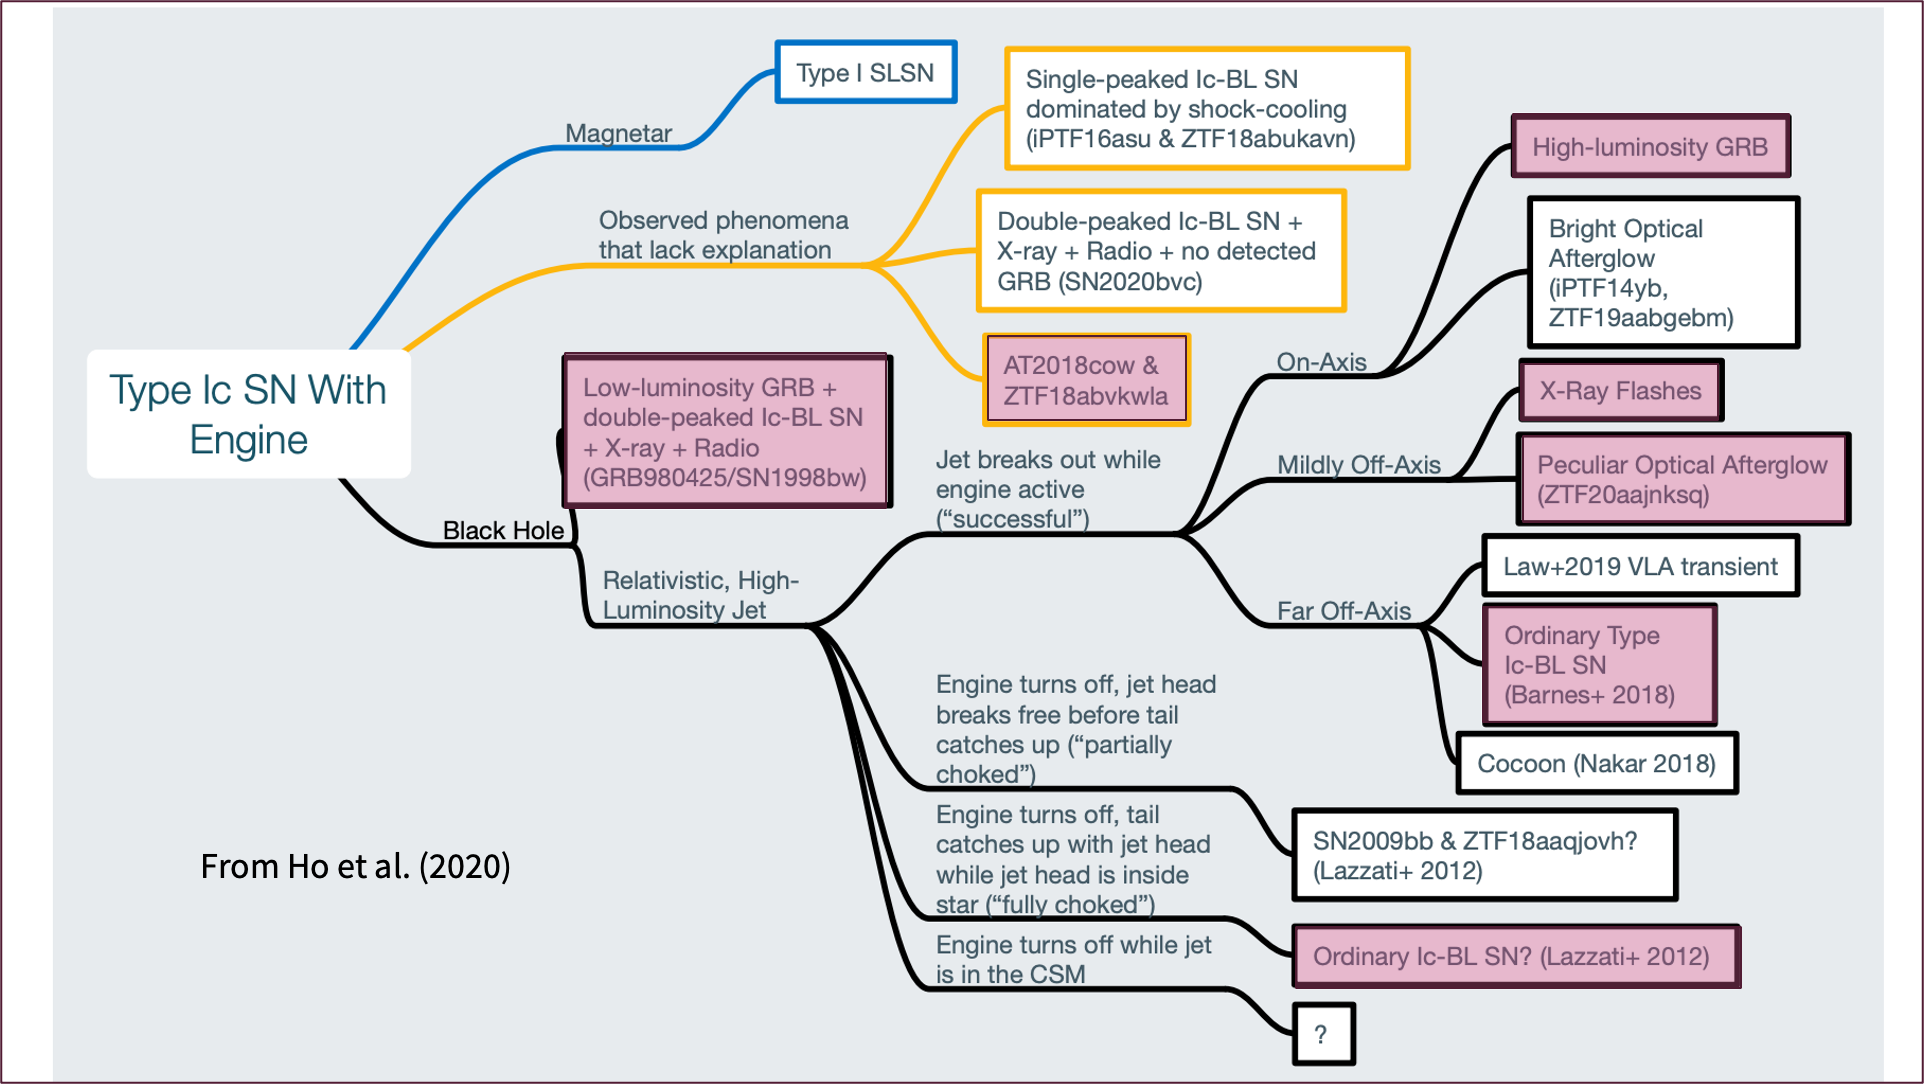 Type I SLSN
Magnetar
Single-peaked Ic-BL SN
dominated by shock-cooling
(iPTF16asu & ZTF18abukavn)
Observed phenomena
that lack explanation
Double-peaked Ic-BL SN +
X-ray + Radio + no detected
GRB (SN2020bvc)
AT2018cow &
ZTF18abvkwla
Type Ic SN With
Engine
Low-luminosity GRB +
double-peaked Ic-BL SN
+ X-ray + Radio
(GRB980425/SN1998bw)
Black Hole
Relativistic, High-
Luminosity Jet
Jet breaks out while
engine active
(“successful”)
On-Axis
High-luminosity GRB
Bright Optical
Afterglow
(iPTF14yb,
ZTF19aabgebm)
Mildly Off-Axis
X-Ray Flashes
Peculiar Optical Afterglow
(ZTF20aajnksq)
Far Off-Axis
Law+2019 VLA transient
Ordinary Type
Ic-BL SN
(Barnes+ 2018)
Cocoon (Nakar 2018)
Engine turns off, jet head
breaks free before tail
catches up (“partially
choked”)
SN2009bb & ZTF18aaqjovh?
(Lazzati+ 2012)
Engine turns off, tail
catches up with jet head
while jet head is inside
star (“fully choked”)
Ordinary Ic-BL SN? (Lazzati+ 2012)
Engine turns off while jet
is in the CSM
?
From Ho et al. (2020)